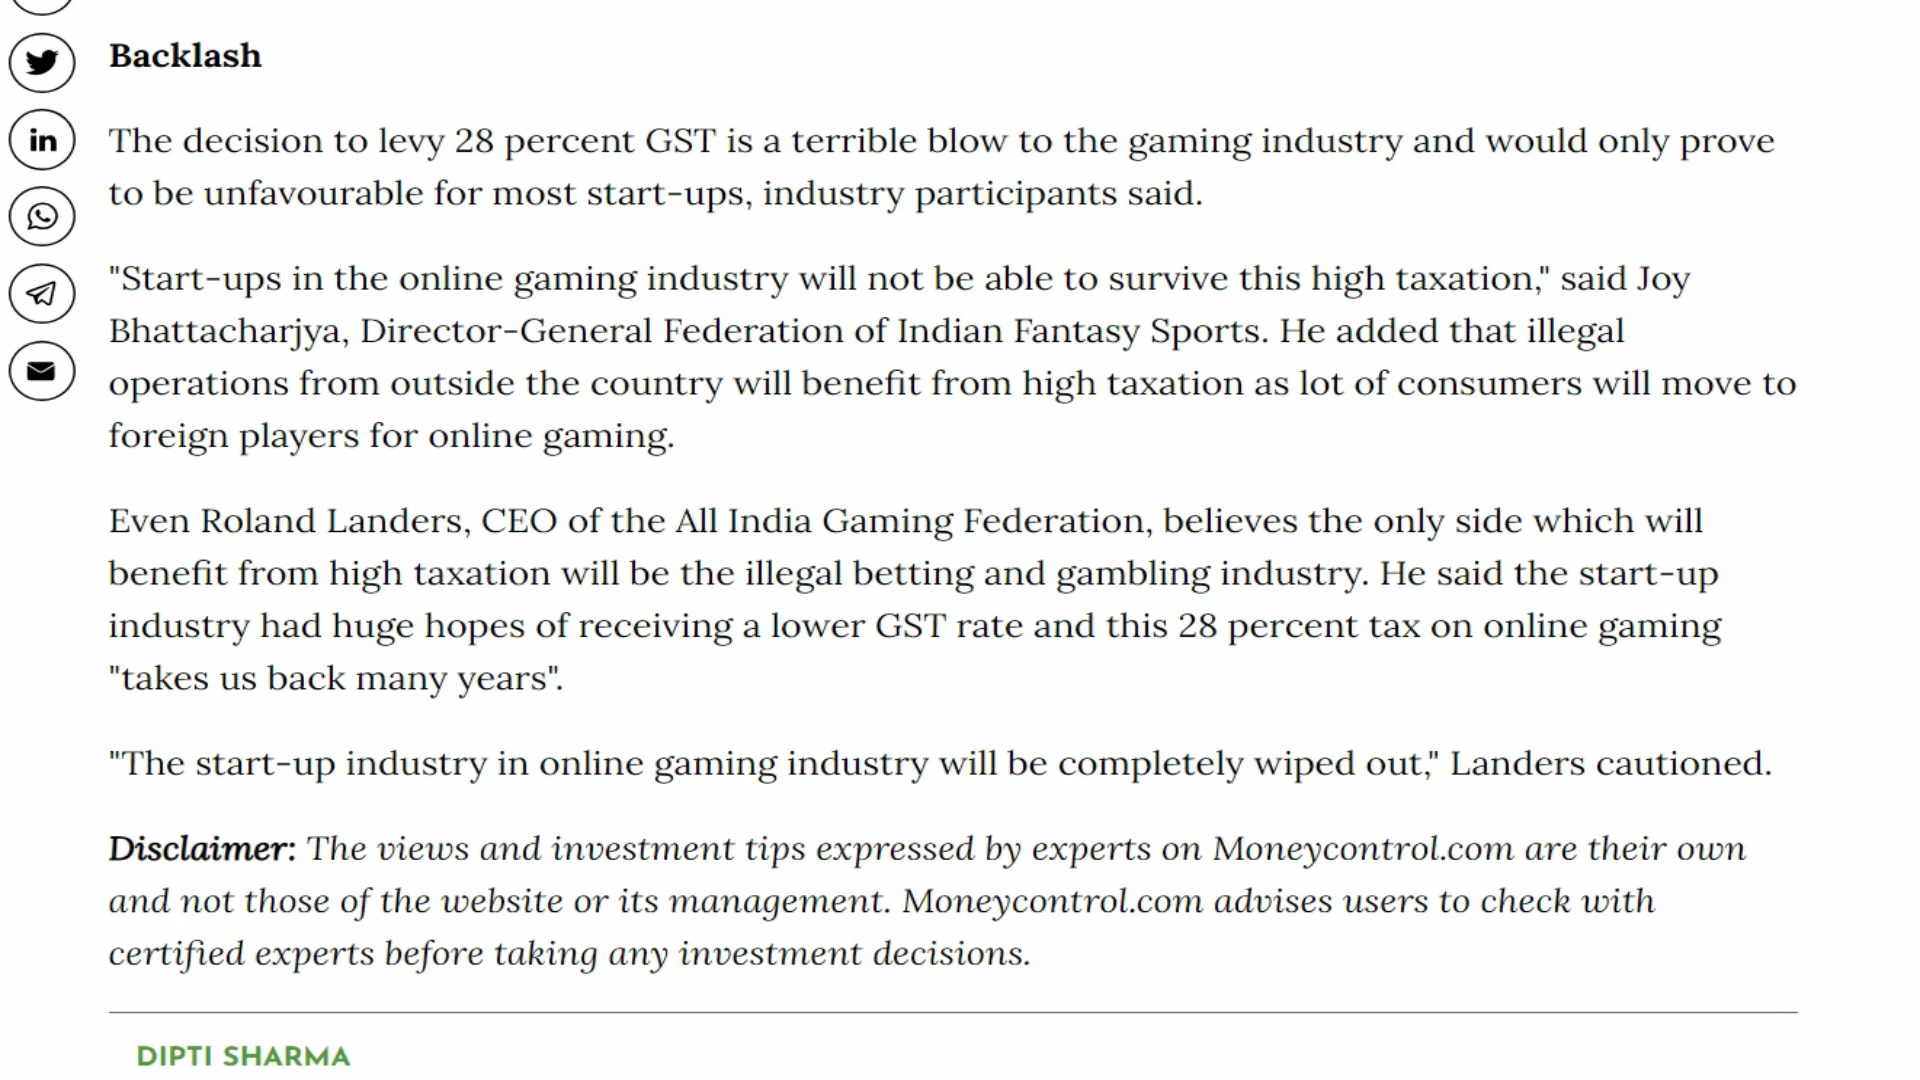 Backlash
The decision to levy 28 percent GST is a terrible blow to the gaming industry and would only prove
to be unfavourable for most start-ups, industry participants said.
"Start-ups in the online gaming industry will not be able to survive this high taxation," said Joy
Bhattacharjya, Director-General Federation of Indian Fantasy Sports. He added that illegal
operations from outside the country will benefit from high taxation as lot of consumers will move to
foreign players for online gaming.
Even Roland Landers, CEO of the All India Gaming Federation, believes the only side which will
benefit from high taxation will be the illegal betting and gambling industry. He said the start-up
industry had huge hopes of receiving a lower GST rate and this 28 percent tax on online gaming
"takes us back many years".
"The start-up industry in online gaming industry will be completely wiped out," Landers cautioned.
Disclaimer: The views and investment tips expressed by experts on Moneycontrol.com are their own
and not those of the website or its management. Moneycontrol.com advises users to check with
certified experts before taking any investment decisions.
DIPTI SHARMA
in